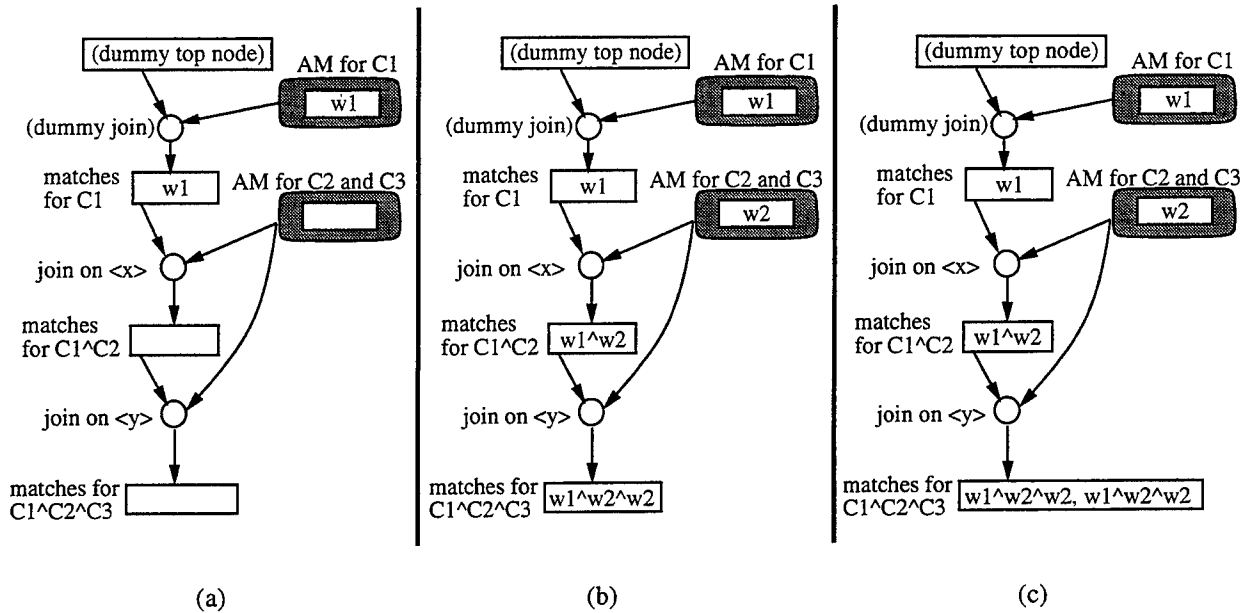 (dummy top node)
AM for C1
w1
(dummy join)
matches
for C1
w1
AM for C2 and C3
join on <x>
matches
for C1^C2
join on <y>
matches for
C1^C2^C3
(a)
(dummy top node)
AM for C1
w1
(dummy join)
matches
for C1
w1
AM for C2 and C3
w2
join on <x>
matches
for C1^C2
w1^w2
join on <y>
matches for
C1^C2^C3
w1^w2^w2
(b)
(dummy top node)
AM for C1
w1
(dummy join)
matches
for C1
w1
AM for C2 and C3
w2
join on <x>
matches
for C1^C2
w1^w2
join on <y>
matches for
C1^C2^C3
w1^w2^w2, w1^w2^w2
(c)